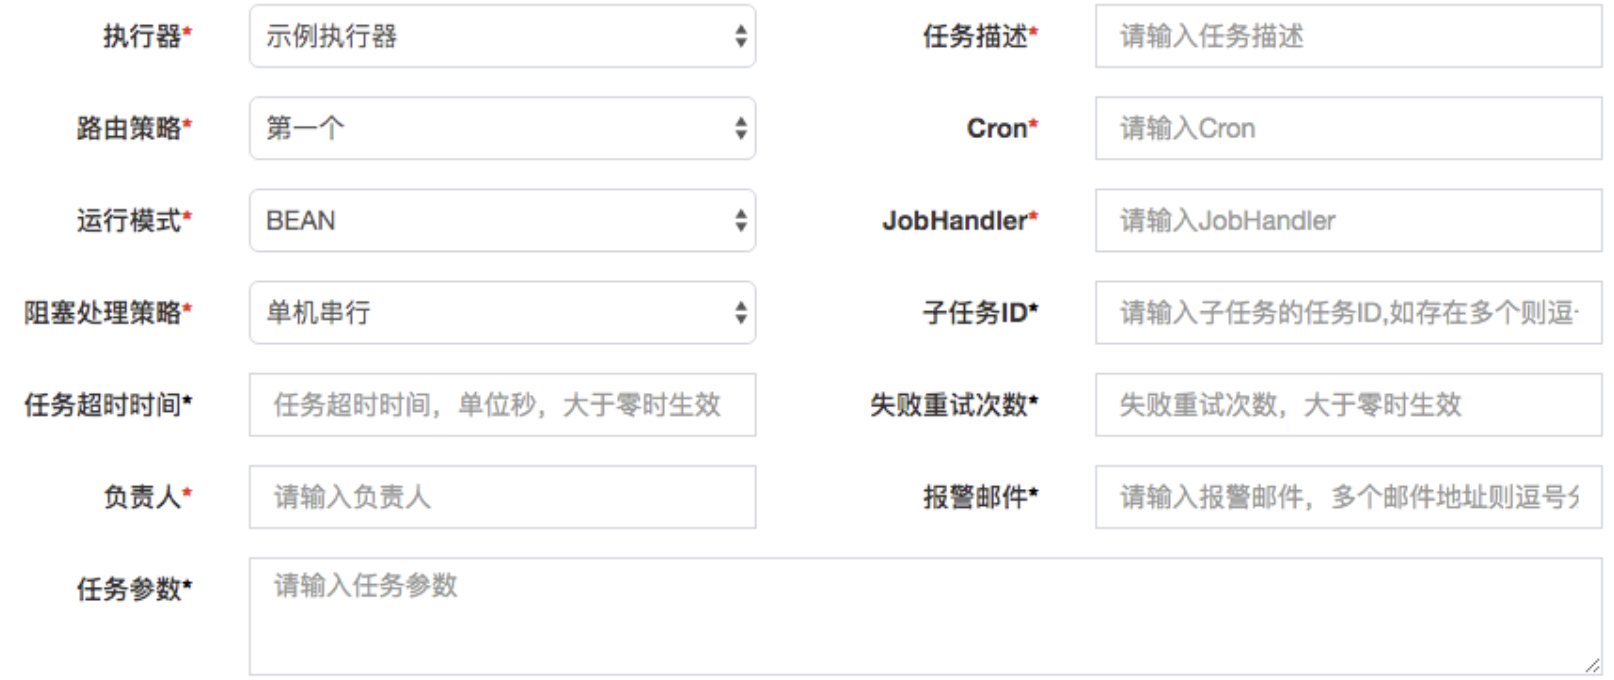 执行器* 示例执行器 任务描述* 请输入任务描述
路由策略* 第一个 Cron* 请输入Cron
运行模式* BEAN JobHandler* 请输入JobHandler
阻塞处理策略* 单机串行 子任务ID* 请输入子任务的任务ID,如存在多个则逗
任务超时时间* 任务超时时间，单位秒，大于零时生效 失败重试次数* 失败重试次数，大于零时生效
负责人* 请输入负责人 报警邮件* 请输入报警邮件，多个邮件地址则逗号分
任务参数* 请输入任务参数